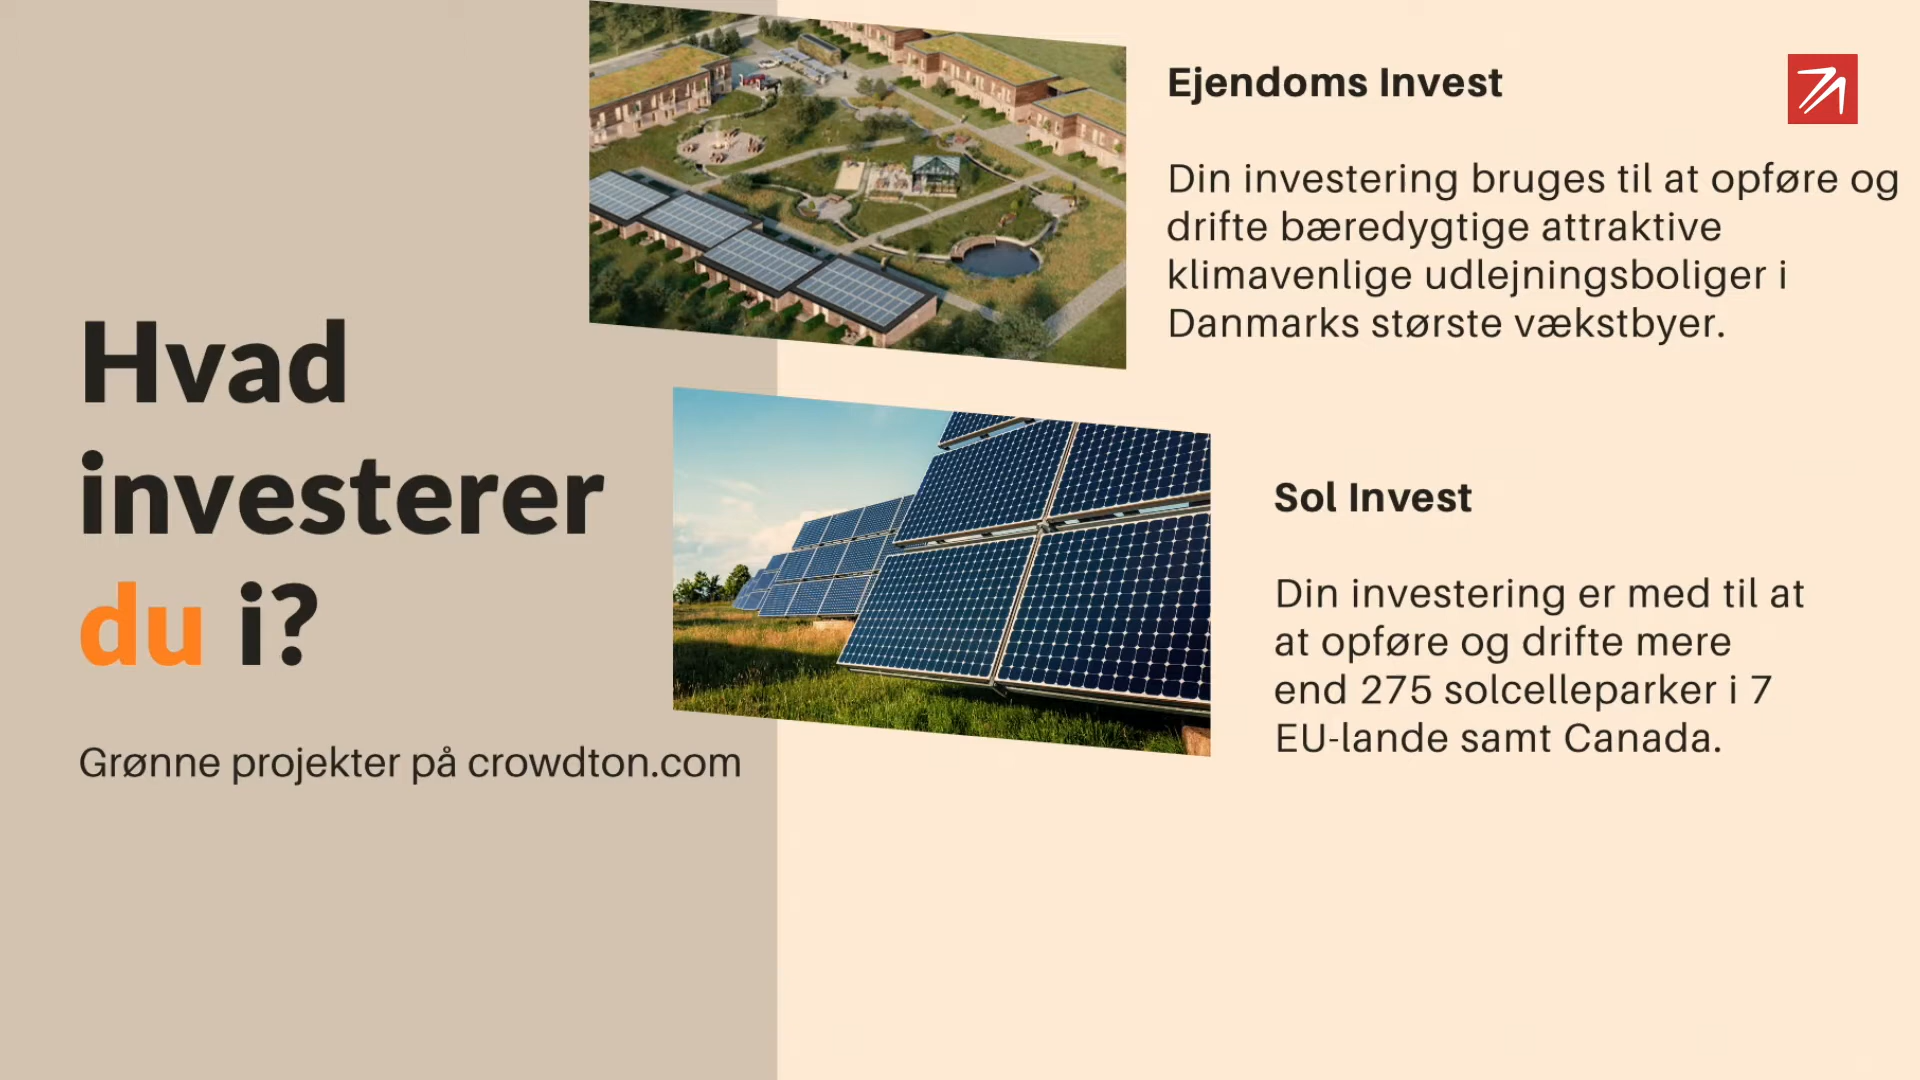 Hvad
investerer
du i?
Grønne projekter på crowdton.com
Ejendoms Invest
Din investering bruges til at opføre og
drifte bæredygtige attraktive
klimavenlige udlejningsboliger i
Danmarks største vækstbyer.
Sol Invest
Din investering er med til at
at opføre og drifte mere
end 275 solcelleparker i 7
EU-lande samt Canada.